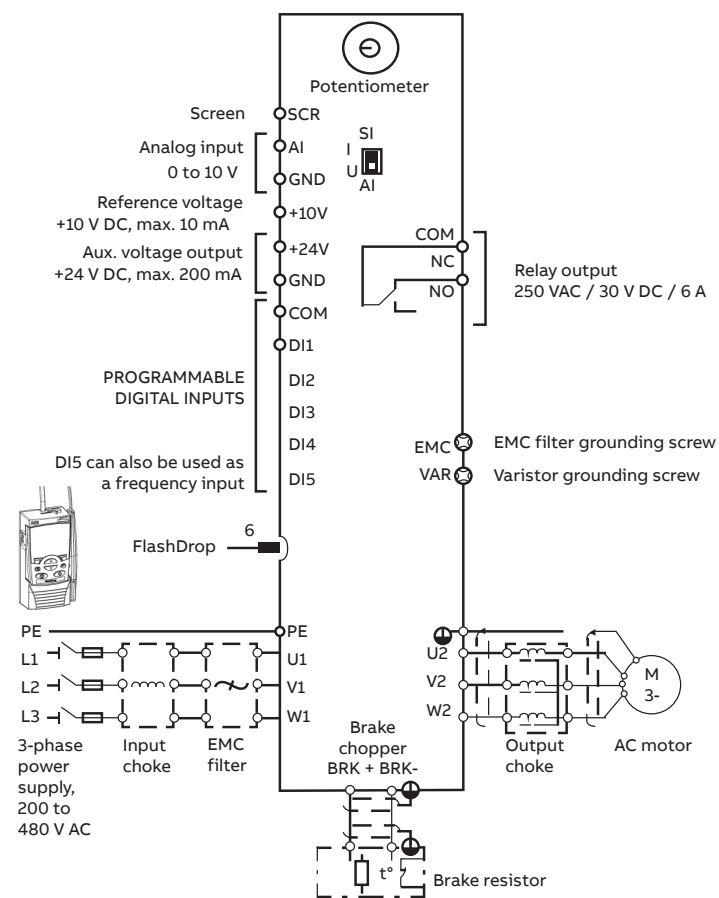 Potentiometer
Screen
SCR
SI
Analog input
0 to 10 V
AI
I
U
AI
GND
Reference voltage
+10 V DC, max. 10 mA
+10V
Aux. voltage output
+24 V DC, max. 200 mA
+24V
GND
COM
NC
NO
Relay output
250 VAC / 30 V DC / 6 A
COM
DI1
PROGRAMMABLE
DIGITAL INPUTS
DI2
DI3
DI4
DI5 can also be used as
a frequency input
DI5
EMC
EMC filter grounding screw
VAR
Varistor grounding screw
6
FlashDrop
PE
PE
L1
U1
U2
L2
V1
V2
L3
W1
W2
M
3-
3-phase
power
supply,
200 to
480 V AC
Input
choke
EMC
filter
Brake
chopper
BRK + BRK-
Output
choke
AC motor
t°
Brake resistor